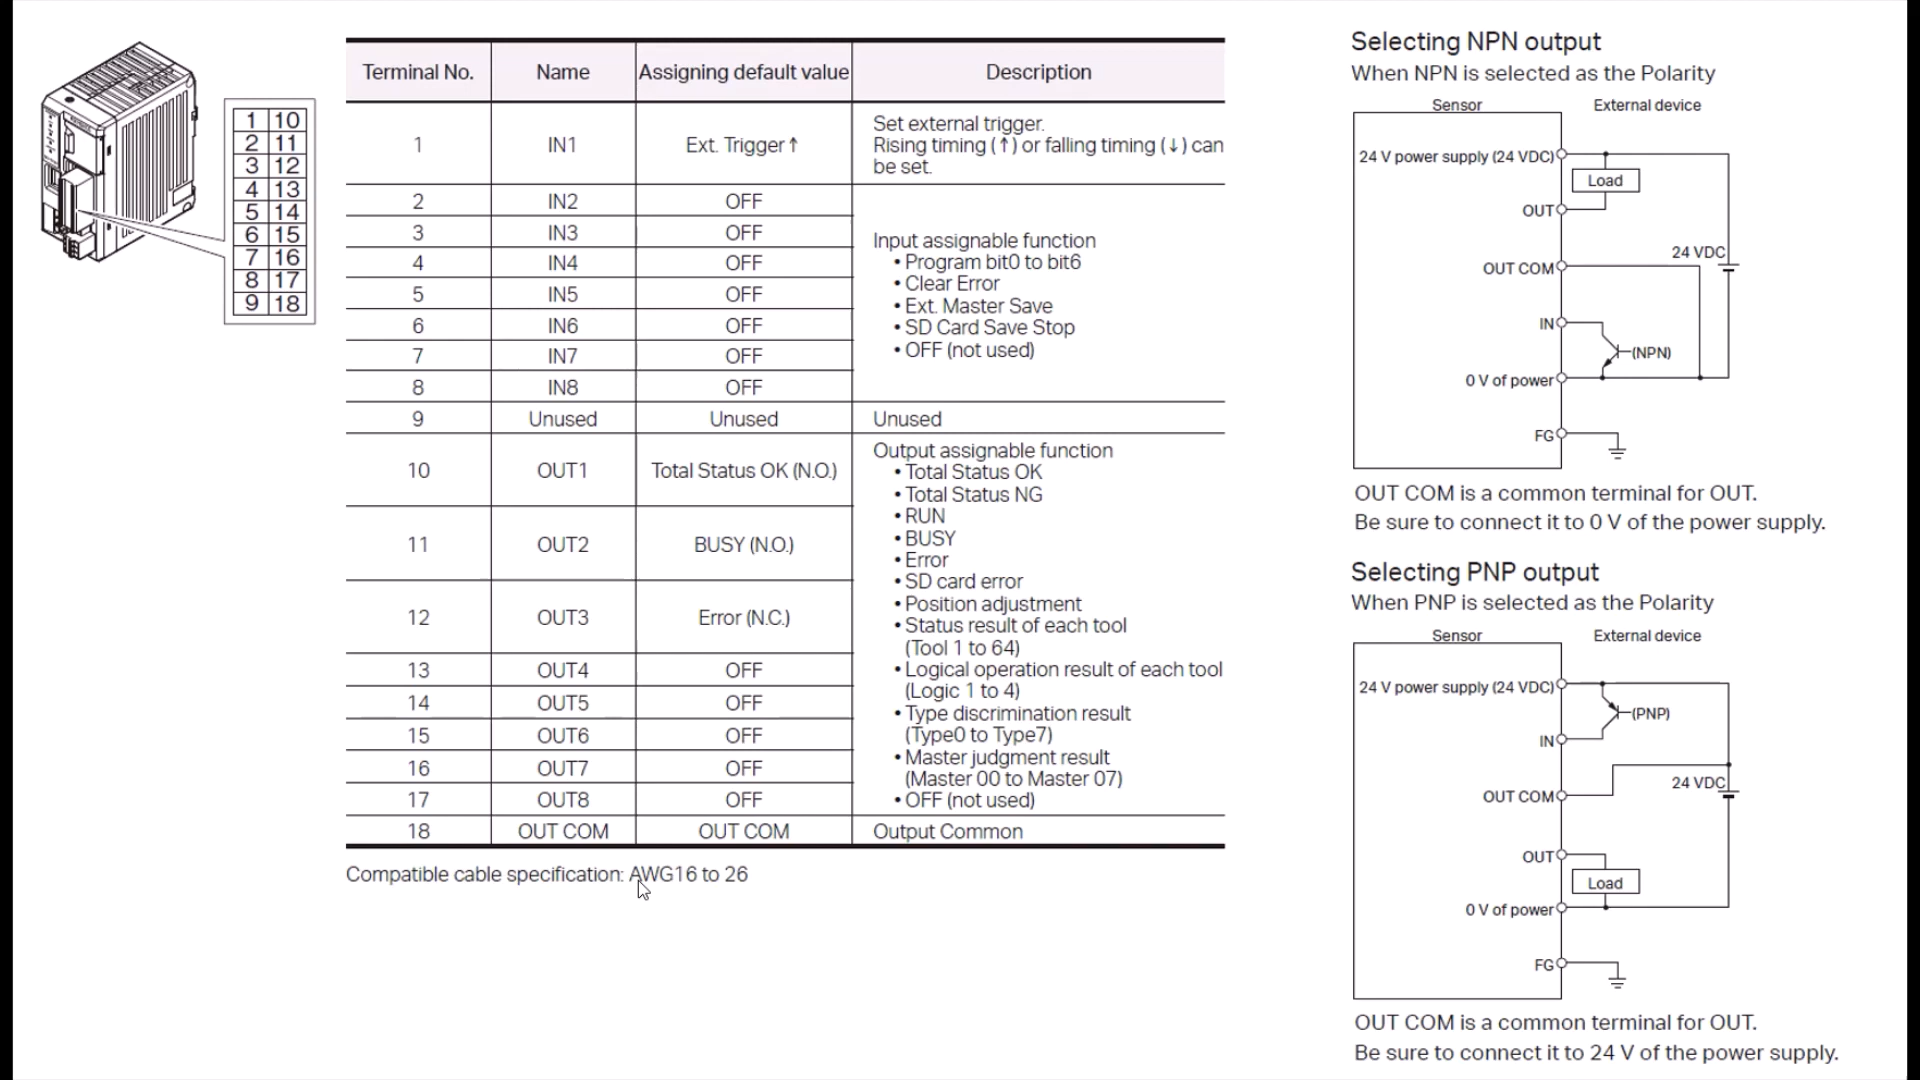 1 10
2 11
3 12
4 13
5 14
6 15
7 16
8 17
9 18
Terminal No. Name Assigning default value Description
1 IN1 Ext. Trigger↑ Set external trigger.
Rising timing (↑) or falling timing (↓) can
be set.
2 IN2 OFF
3 IN3 OFF
4 IN4 OFF
5 IN5 OFF
6 IN6 OFF
7 IN7 OFF
8 IN8 OFF
Input assignable function
• Program bit0 to bit6
• Clear Error
• Ext. Master Save
• SD Card Save Stop
• OFF (not used)
9 Unused Unused Unused
10 OUT1 Total Status OK (N.O.)
11 OUT2 BUSY (N.O.)
12 OUT3 Error (N.C.)
13 OUT4 OFF
14 OUT5 OFF
15 OUT6 OFF
16 OUT7 OFF
17 OUT8 OFF
Output assignable function
• Total Status OK
• Total Status NG
• RUN
• BUSY
• Error
• SD card error
• Position adjustment
• Status result of each tool
(Tool 1 to 64)
• Logical operation result of each tool
(Logic 1 to 4)
• Type discrimination result
(Type0 to Type7)
• Master judgment result
(Master 00 to Master 07)
• OFF (not used)
18 OUT COM OUT COM Output Common
Compatible cable specification: AWG16 to 26
Selecting NPN output
When NPN is selected as the Polarity
Sensor External device
24 V power supply (24 VDC)
Load
OUT
24 VDC
OUT COM
IN
(NPN)
0 V of power
FG
OUT COM is a common terminal for OUT.
Be sure to connect it to 0 V of the power supply.
Selecting PNP output
When PNP is selected as the Polarity
Sensor External device
24 V power supply (24 VDC)
(PNP)
IN
24 VDC
OUT COM
OUT
Load
0 V of power
FG
OUT COM is a common terminal for OUT.
Be sure to connect it to 24 V of the power supply.